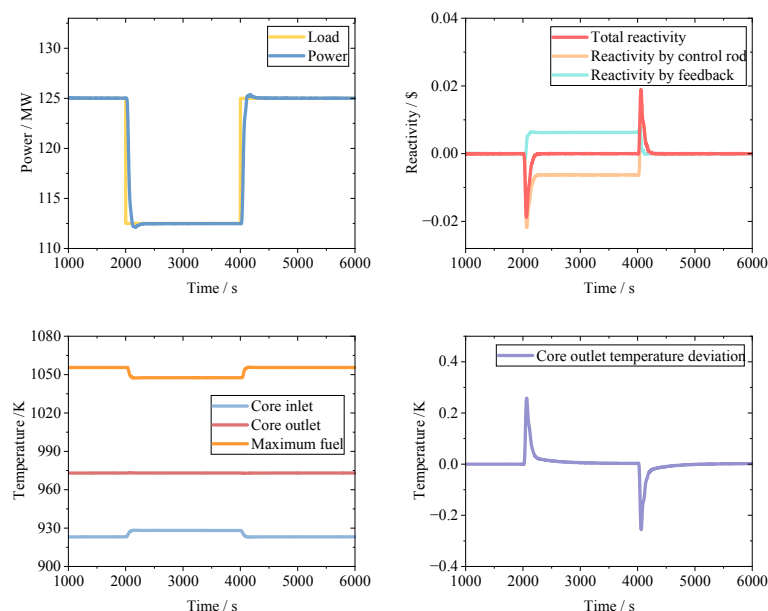 130
125
120
115
110
1000 2000 3000 4000 5000 6000
Power / MW
Time / s
Load
Power
0.04
0.02
0.00
−0.02
1000 2000 3000 4000 5000 6000
Reactivity / $
Time / s
Total reactivity
Reactivity by control rod
Reactivity by feedback
1080
1050
1020
990
960
930
900
1000 2000 3000 4000 5000 6000
Temperature /K
Time / s
Core inlet
Core outlet
Maximum fuel
0.4
0.2
0.0
−0.2
−0.4
1000 2000 3000 4000 5000 6000
Temperature /K
Time / s
Core outlet temperature deviation